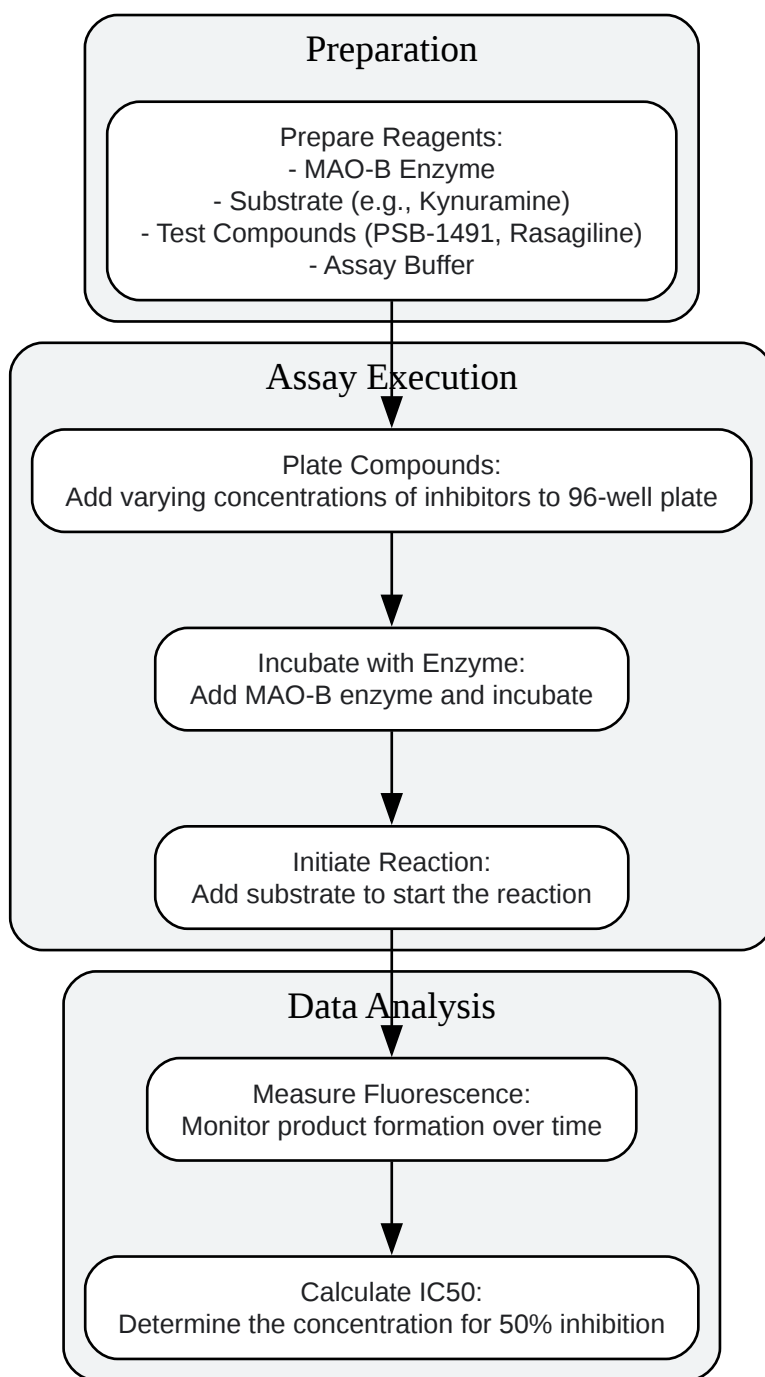 Preparation
Prepare Reagents:
- MAO-B Enzyme
- Substrate (e.g., Kynuramine)
- Test Compounds (PSB-1491, Rasagiline)
- Assay Buffer
Assay Execution
Plate Compounds:
Add varying concentrations of inhibitors to 96-well plate
Incubate with Enzyme:
Add MAO-B enzyme and incubate
Initiate Reaction:
Add substrate to start the reaction
Data Analysis
Measure Fluorescence:
Monitor product formation over time
Calculate IC50:
Determine the concentration for 50% inhibition